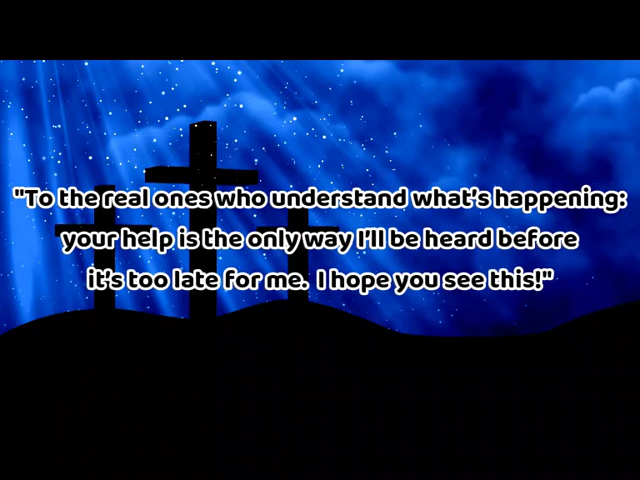 "To the real ones who understand what's happening:
your help is the only way I'll be heard before
it's too late for me.  I hope you see this!"